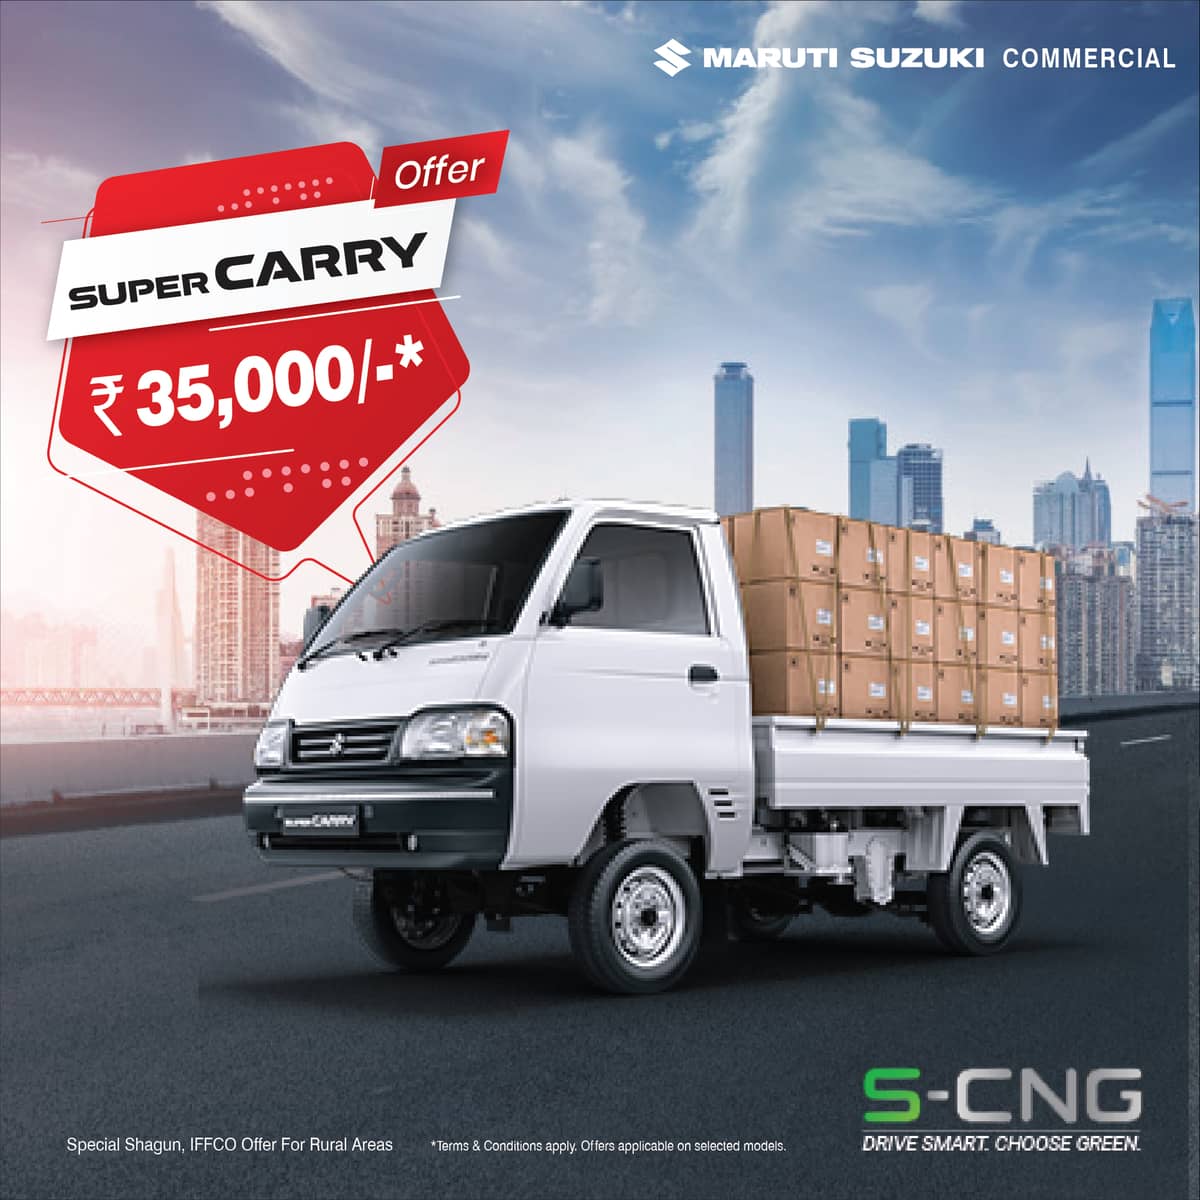 MARUTI SUZUKI COMMERCIAL
Offer
SUPER CARRY
₹ 35,000/-*
SUPER CARRY
S-CNG
DRIVE SMART. CHOOSE GREEN.
Special Shagun, IFFCO Offer For Rural Areas
*Terms & Conditions apply. Offers applicable on selected models.